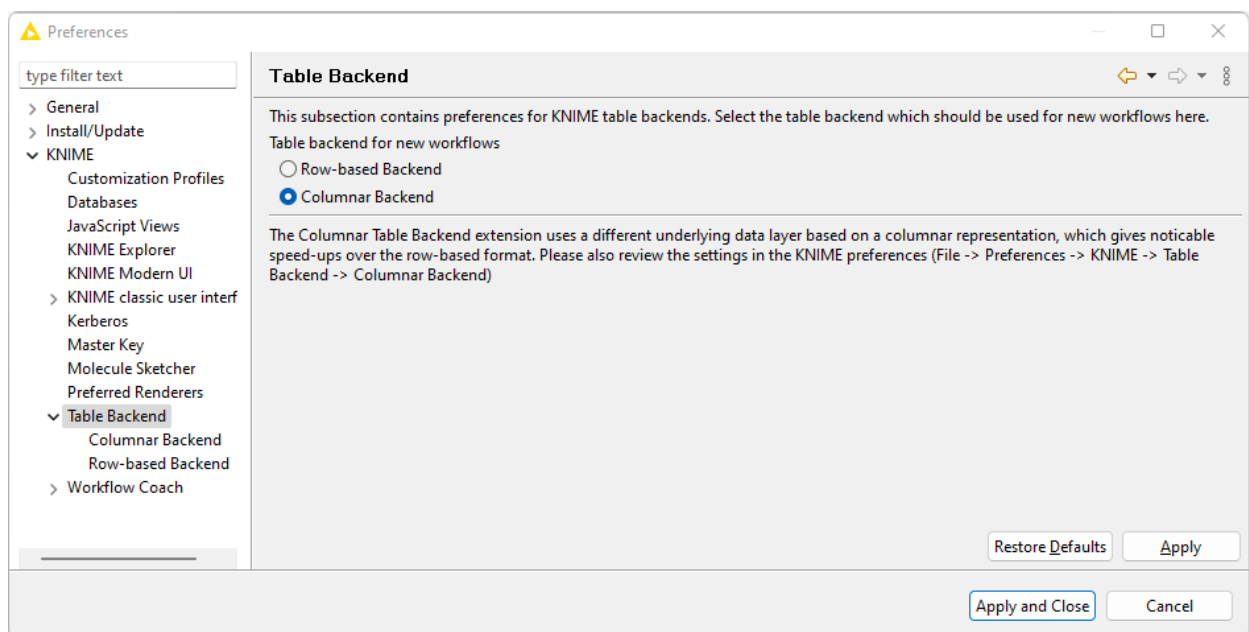 Preferences
type filter text
General
Install/Update
KNIME
Customization Profiles
Databases
JavaScript Views
KNIME Explorer
KNIME Modern UI
KNIME classic user interf
Kerberos
Master Key
Molecule Sketcher
Preferred Renderers
Table Backend
Columnar Backend
Row-based Backend
Workflow Coach
Table Backend
This subsection contains preferences for KNIME table backends. Select the table backend which should be used for new workflows here.
Table backend for new workflows
Row-based Backend
Columnar Backend
The Columnar Table Backend extension uses a different underlying data layer based on a columnar representation, which gives noticable
speed-ups over the row-based format. Please also review the settings in the KNIME preferences (File -> Preferences -> KNIME -> Table
Backend -> Columnar Backend)
Restore Defaults
Apply
Apply and Close
Cancel